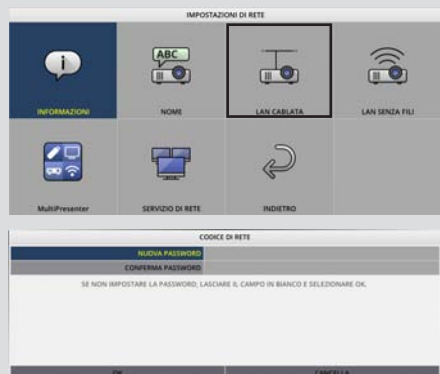 IMPOSTAZIONI DI RETE
ABC
INFORMAZIONI
NOME
LAN CABLATA
LAN SENZA FILI
MultiPresenter
SERVIZIO DI RETE
INDIETRO
CODICE DI RETE
NUOVA PASSWORD
CONFERMA PASSWORD
SE NON IMPOSTARE LA PASSWORD, LASCIARE IL CAMPO IN BIANCO E SELEZIONARE OK.
OK
CANCELLA